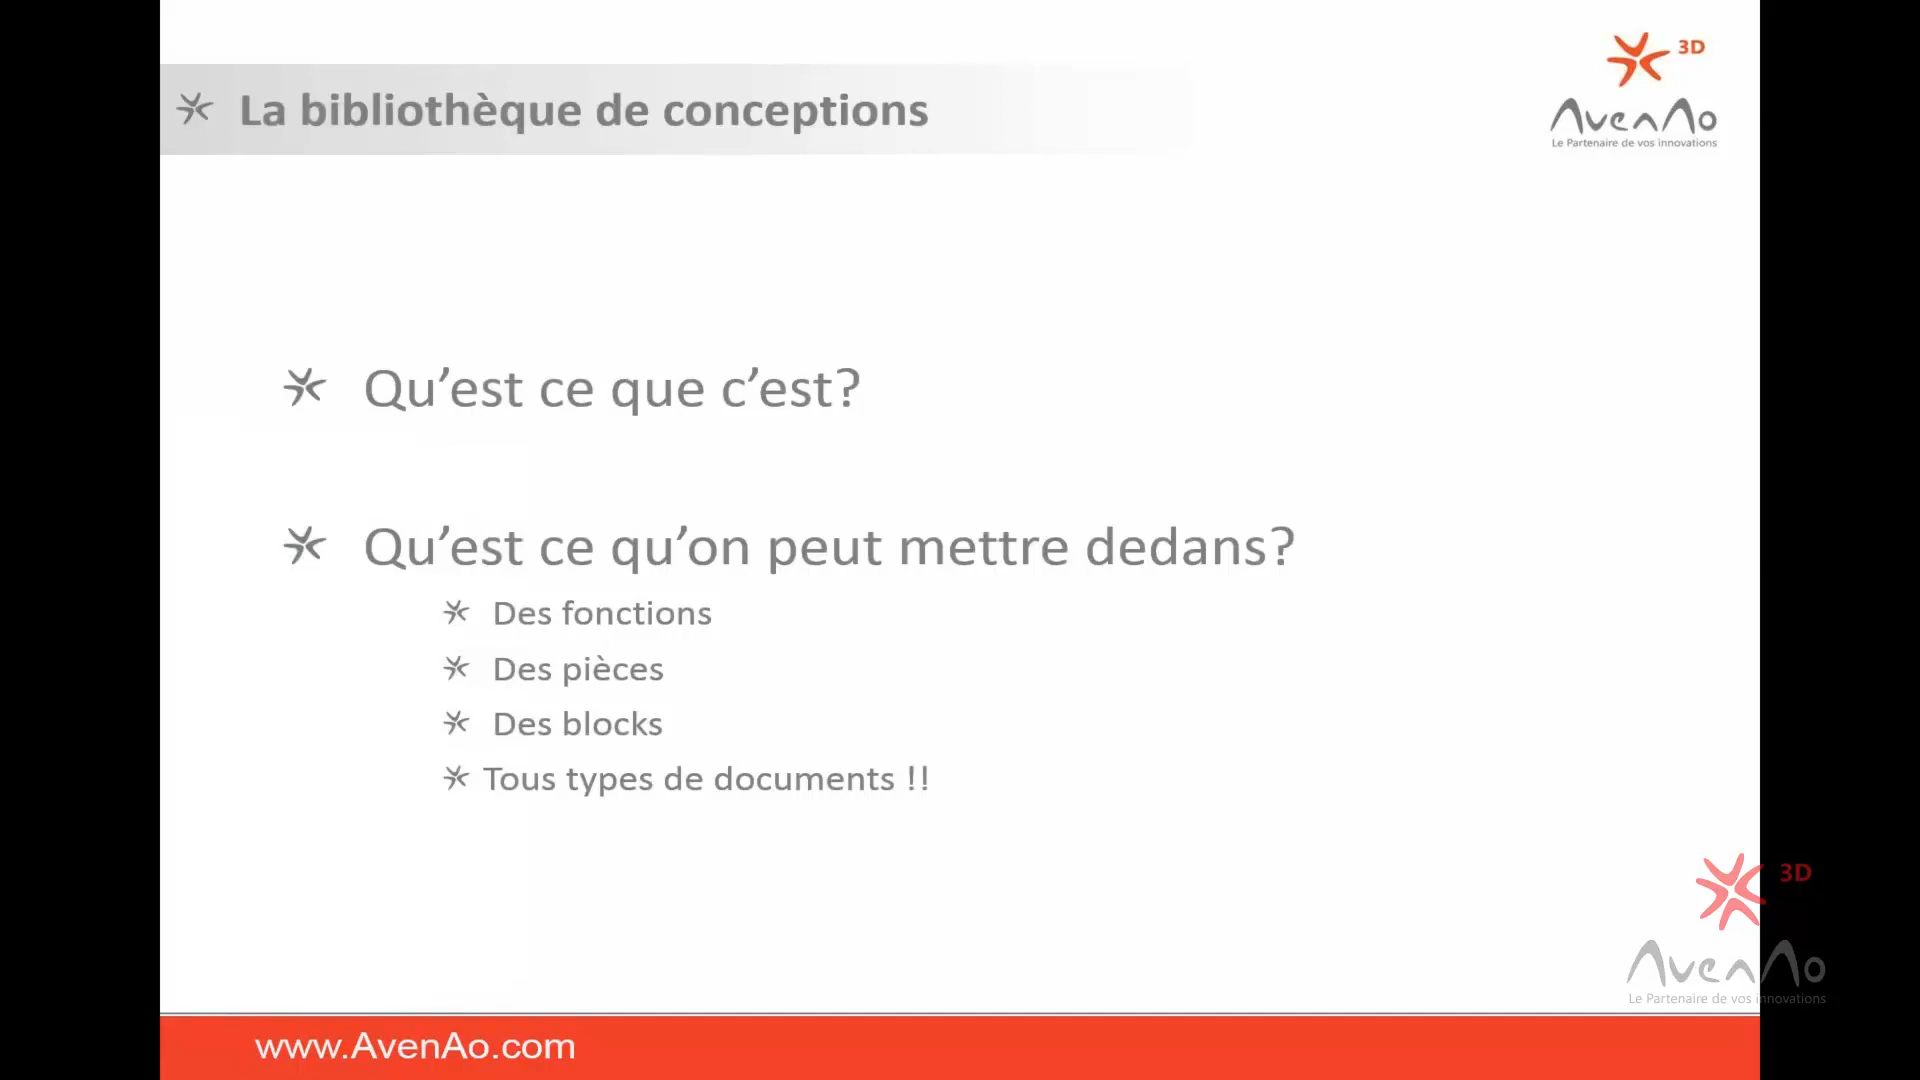 La bibliothèque de conceptions
3D
AvenAo
Le Partenaire de vos innovations
Qu’est ce que c’est?
Qu’est ce qu’on peut mettre dedans?
Des fonctions
Des pièces
Des blocks
Tous types de documents !!
3D
AvenAo
Le Partenaire de vos innovations
www.AvenAo.com